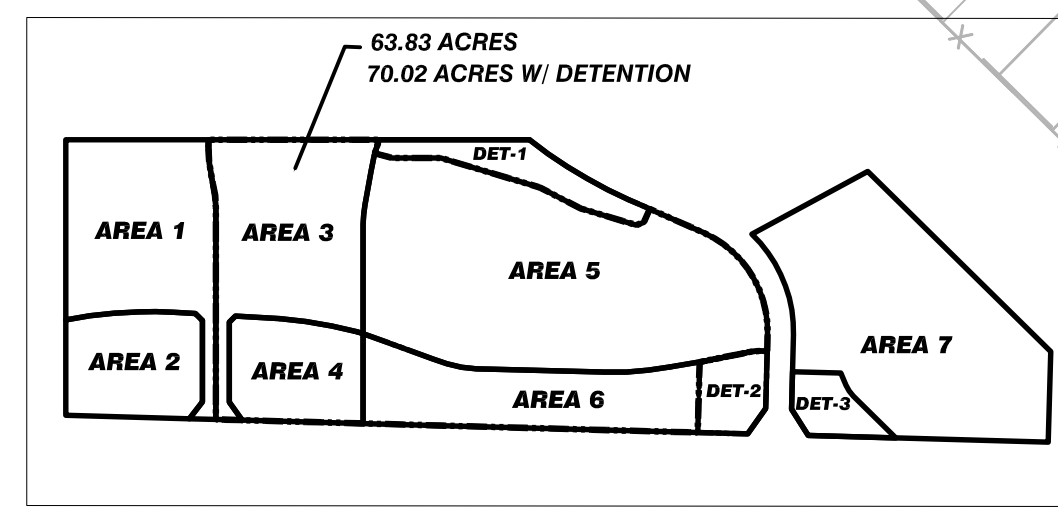 63.83 ACRES
70.02 ACRES W/ DETENTION
DET-1
AREA 1
AREA 3
AREA 5
AREA 7
AREA 2
AREA 4
AREA 6
DET-2
DET-3